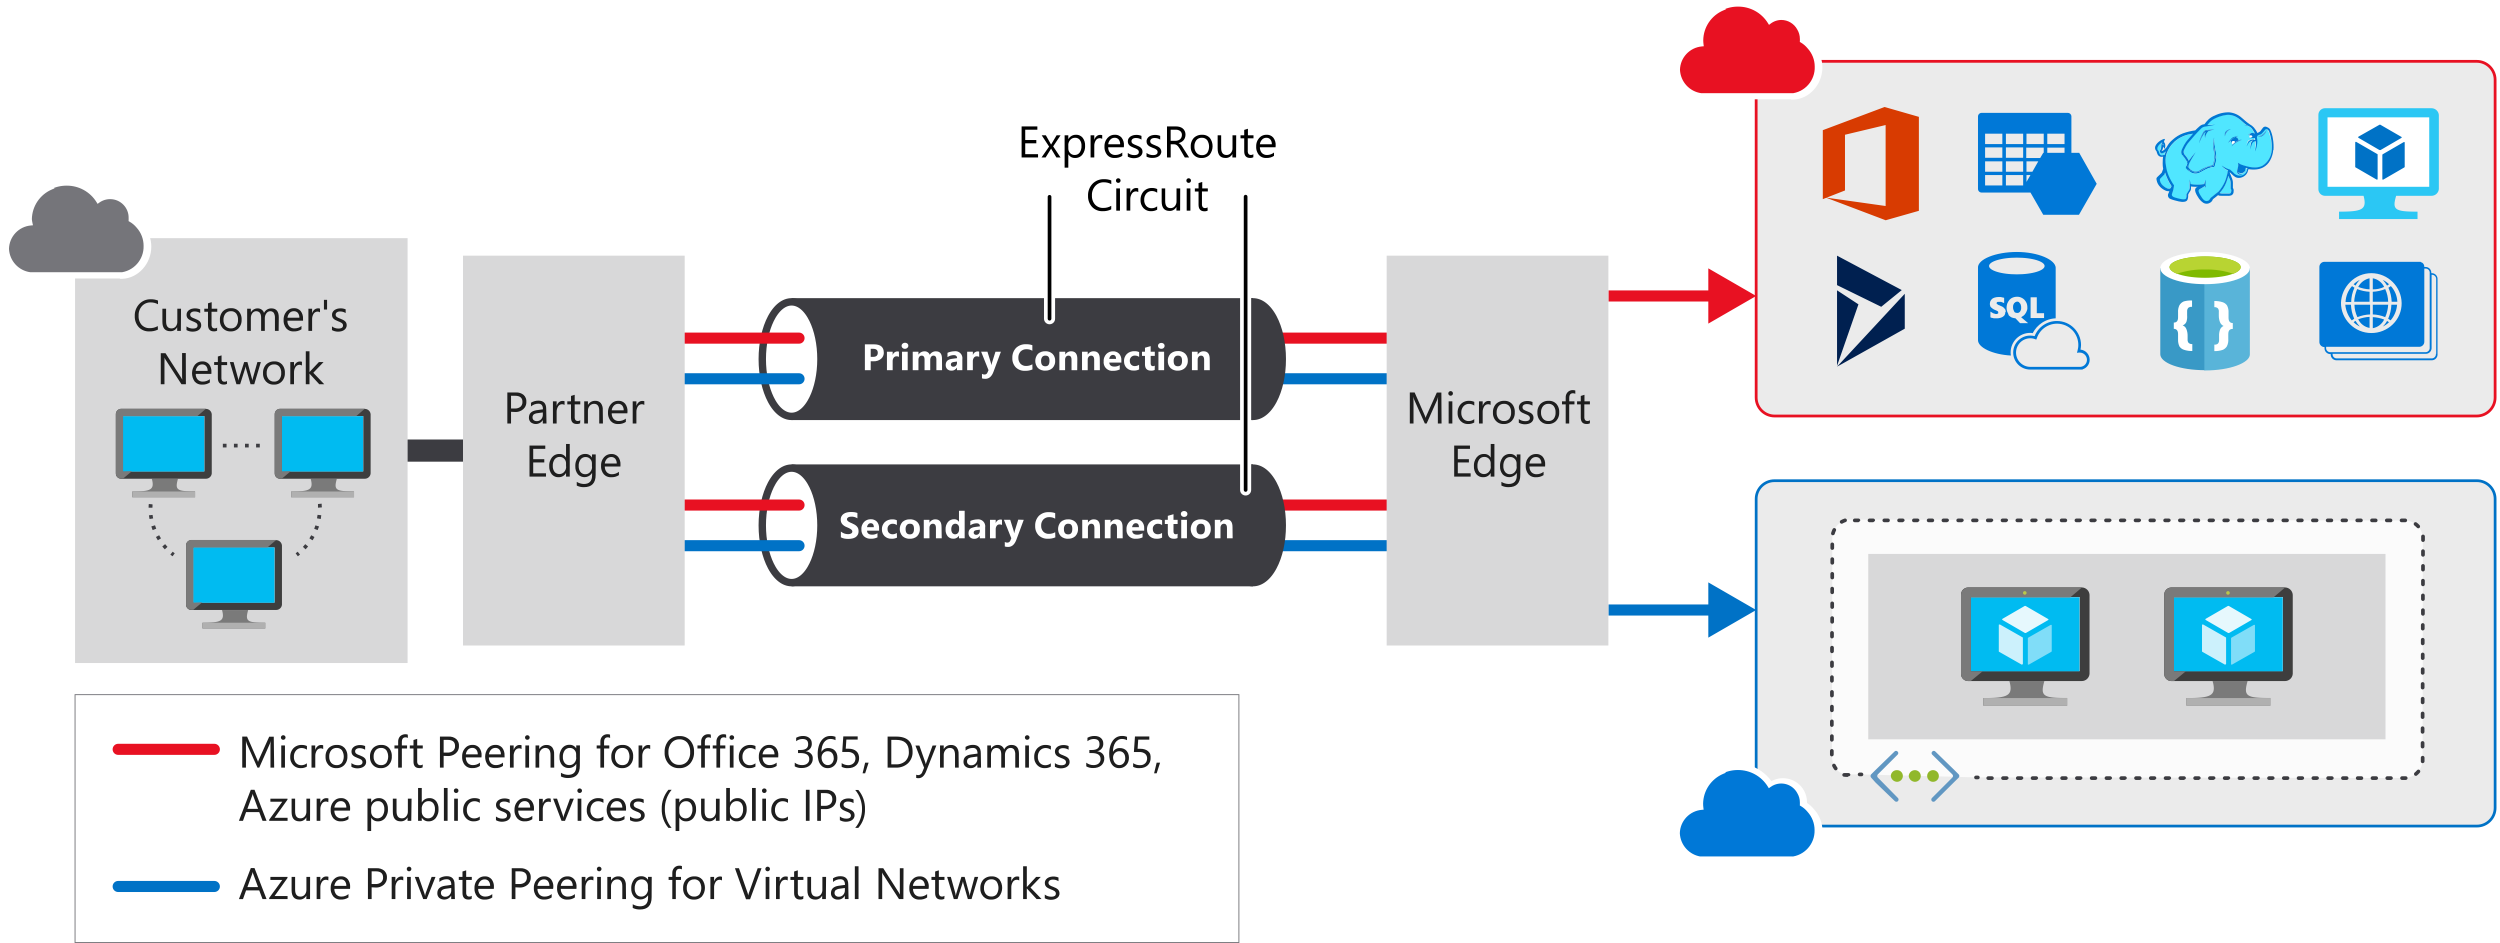 ExpressRoute
Circuit
Customer's
Network
Partner
Edge
Primary Connection
Secondary Connection
Microsoft
Edge
SQL
{ }
Microsoft Peering for Office 365, Dynamics 365,
Azure public services (public IPs)
Azure Private Peering for Virtual Networks